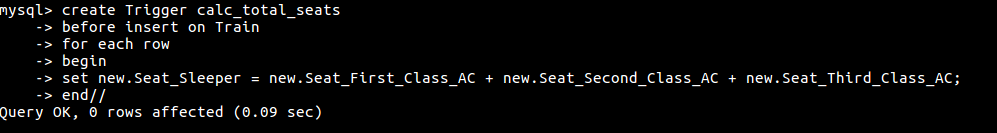 mysql> create Trigger calc_total_seats
    -> before insert on Train
    -> for each row
    -> begin
    -> set new.Seat_Sleeper = new.Seat_First_Class_AC + new.Seat_Second_Class_AC + new.Seat_Third_Class_AC;
    -> end//
Query OK, 0 rows affected (0.09 sec)